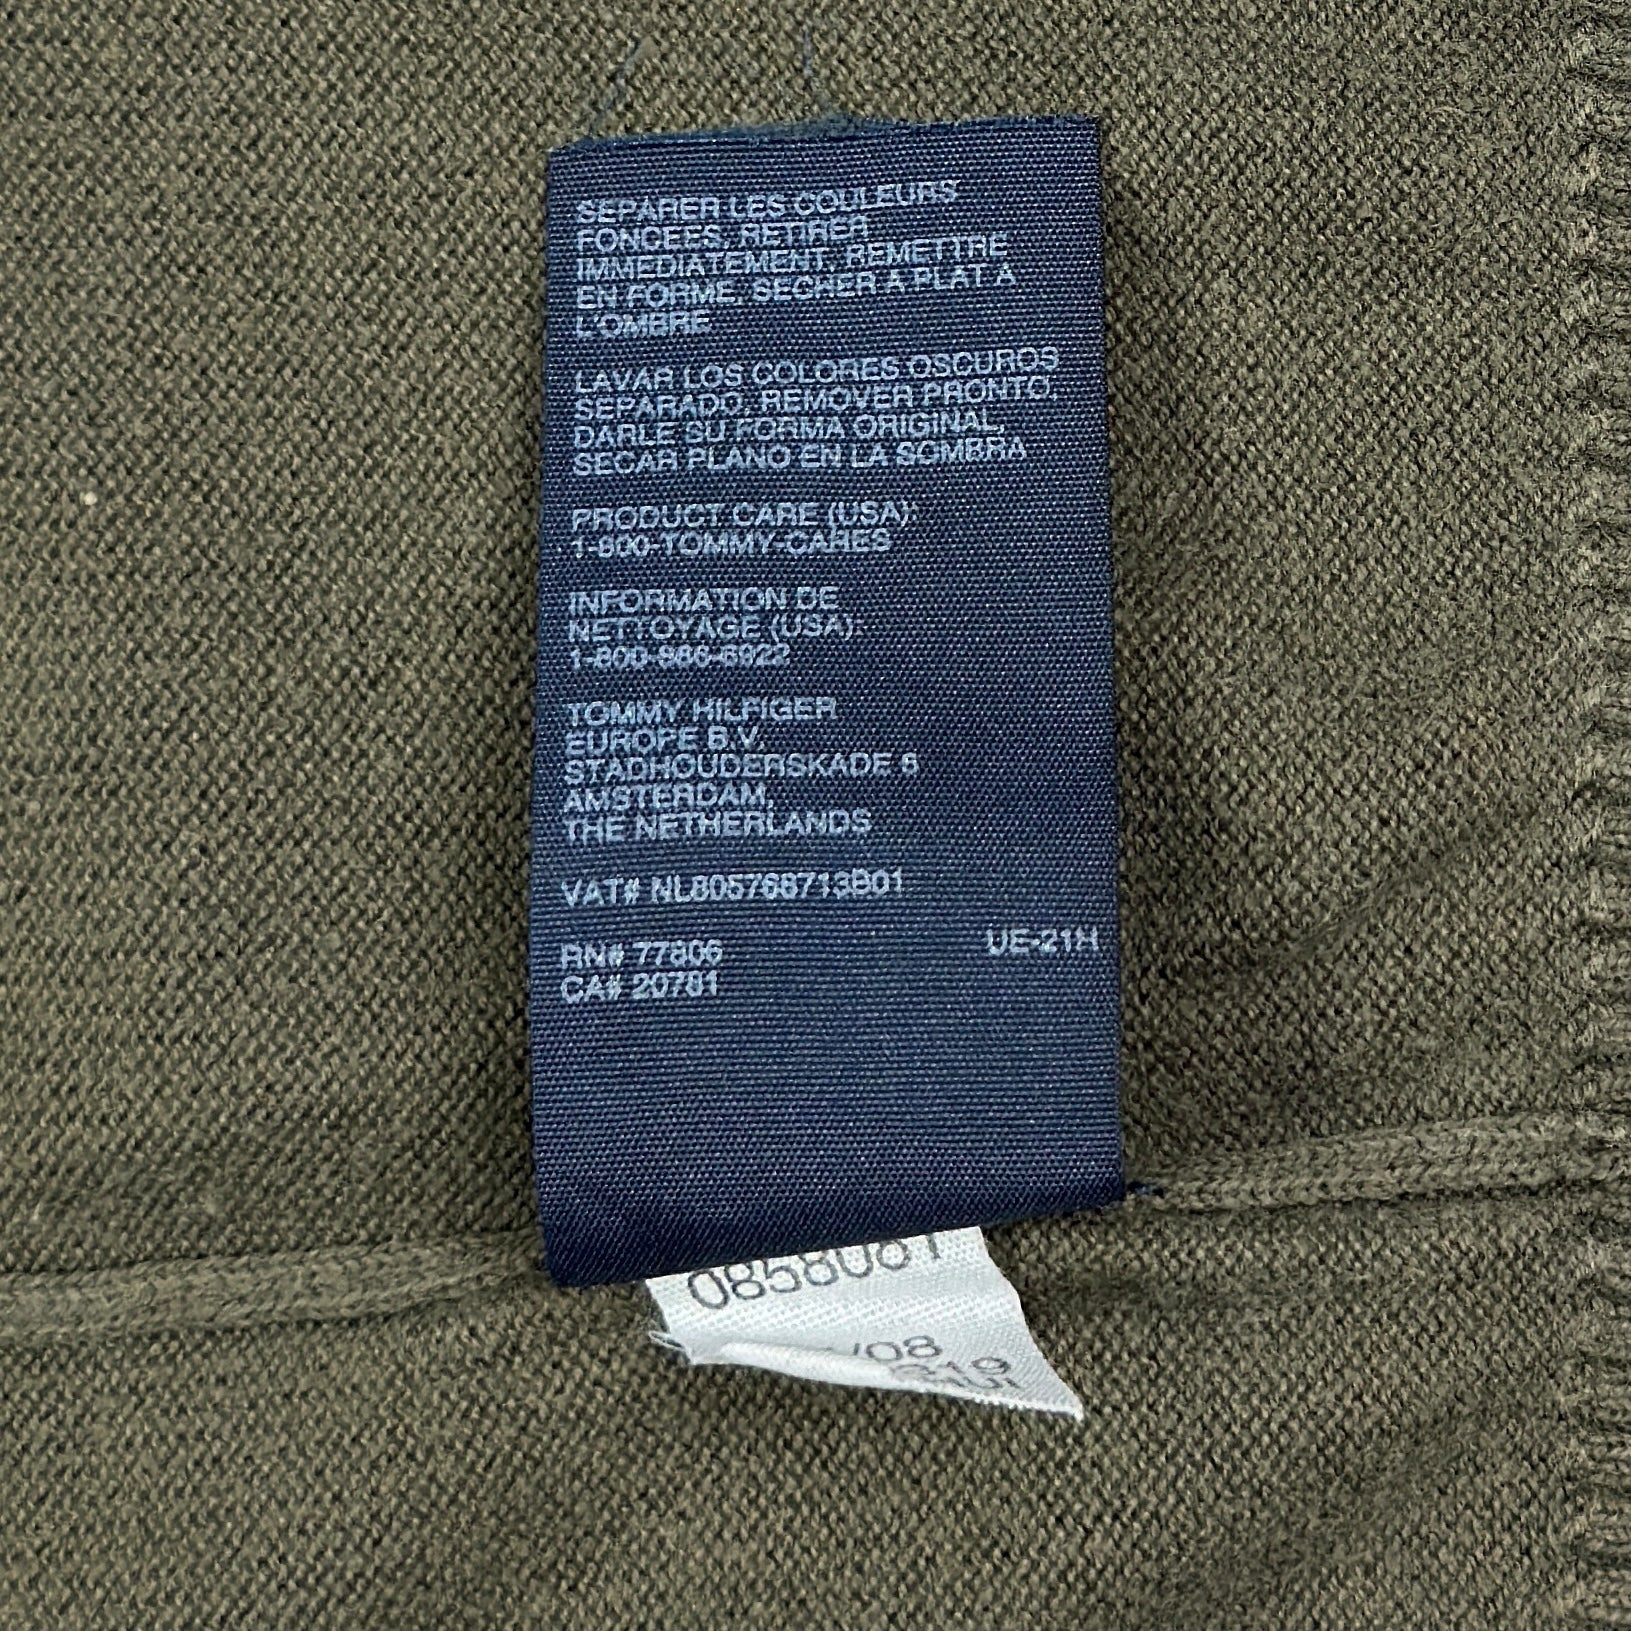 SEPARER LES COULEURS
FONCEES, RETIRER
IMMEDIATEMENT, REMETTRE
EN FORME, SECHER A PLAT A
L'OMBRE
LAVAR LOS COLORES OSCUROS
SEPARADO, REMOVER PRONTO,
DARLE SU FORMA ORIGINAL,
SECAR PLANO EN LA SOMBRA
PRODUCT CARE (USA):
1-800-TOMMY-CARES
INFORMATION DE
NETTOYAGE (USA):
1-800-866-6922
TOMMY HILFIGER
EUROPE B.V.
STADHOUDERSKADE 6
AMSTERDAM,
THE NETHERLANDS
VAT# NL805768713B01
RN# 77806 UE-21H
CA# 20781
0858081
/08